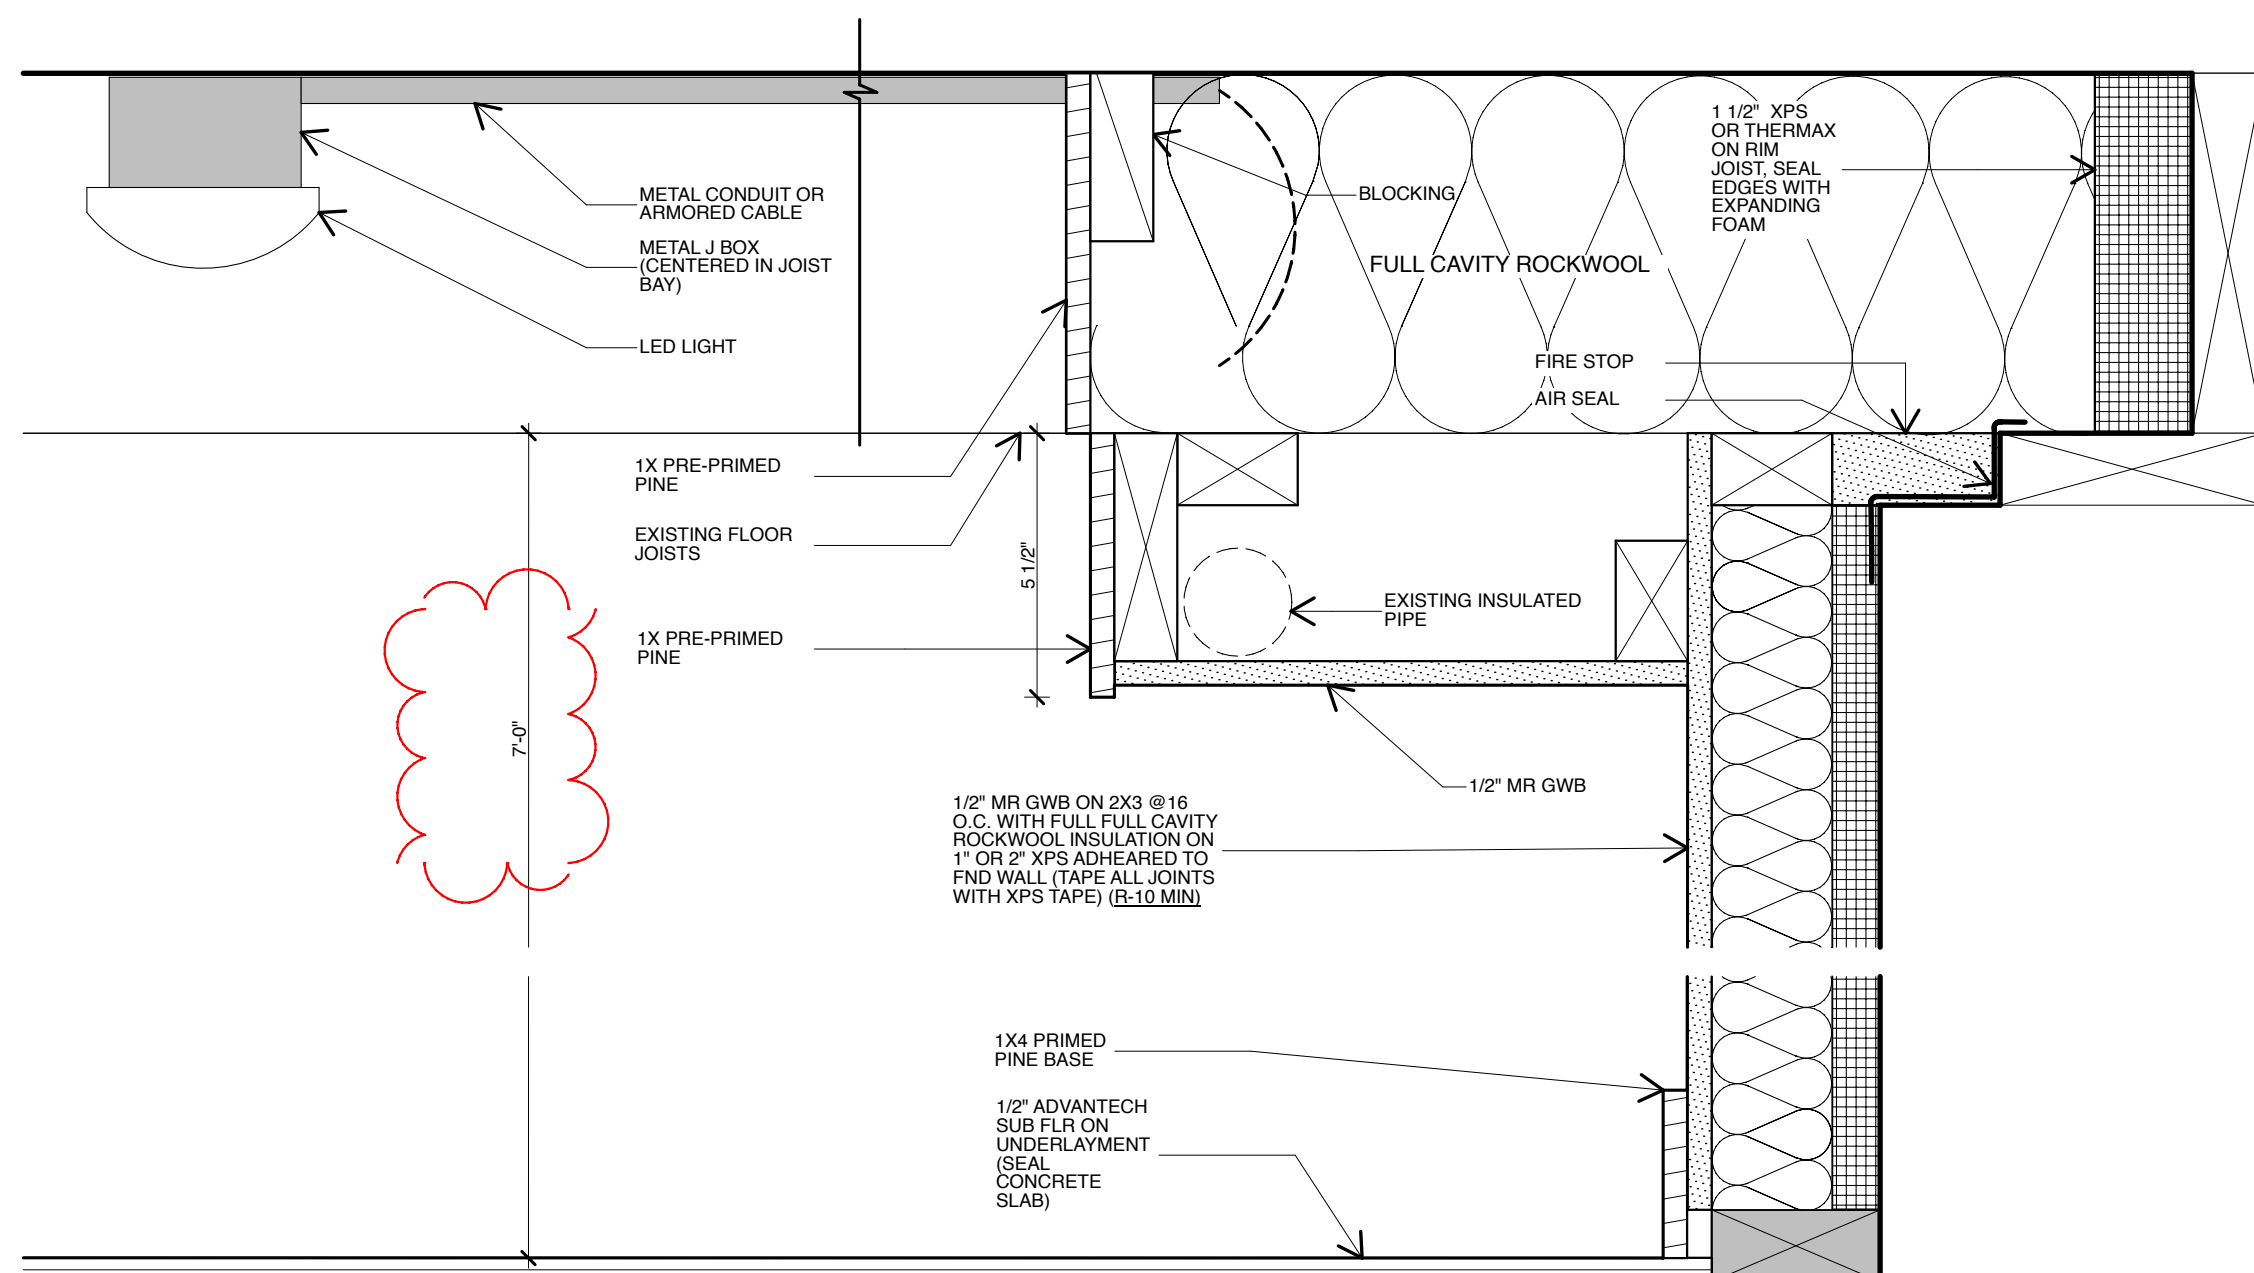 METAL CONDUIT OR
ARMORED CABLE
METAL J BOX
(CENTERED IN JOIST
BAY)
LED LIGHT
BLOCKING
1 1/2" XPS
OR THERMAX
ON RIM
JOIST, SEAL
EDGES WITH
EXPANDING
FOAM
FULL CAVITY ROCKWOOL
FIRE STOP
AIR SEAL
1X PRE-PRIMED
PINE
EXISTING FLOOR
JOISTS
5 1/2"
EXISTING INSULATED
PIPE
1X PRE-PRIMED
PINE
7'-0"
1/2" MR GWB
1/2" MR GWB ON 2X3 @16
O.C. WITH FULL FULL CAVITY
ROCKWOOL INSULATION ON
1" OR 2" XPS ADHEARED TO
FND WALL (TAPE ALL JOINTS
WITH XPS TAPE) (R-10 MIN)
1X4 PRIMED
PINE BASE
1/2" ADVANTECH
SUB FLR ON
UNDERLAYMENT
(SEAL
CONCRETE
SLAB)